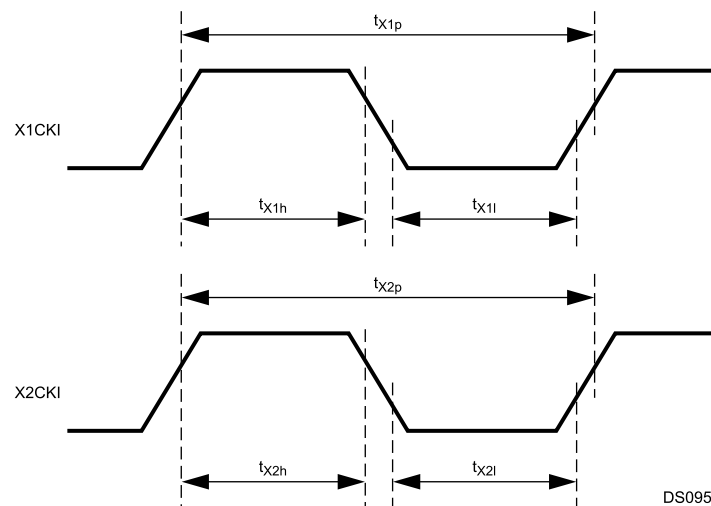 tX1p
X1CKI
tX1h
tX1l
tX2p
X2CKI
tX2h
tX2l
DS095